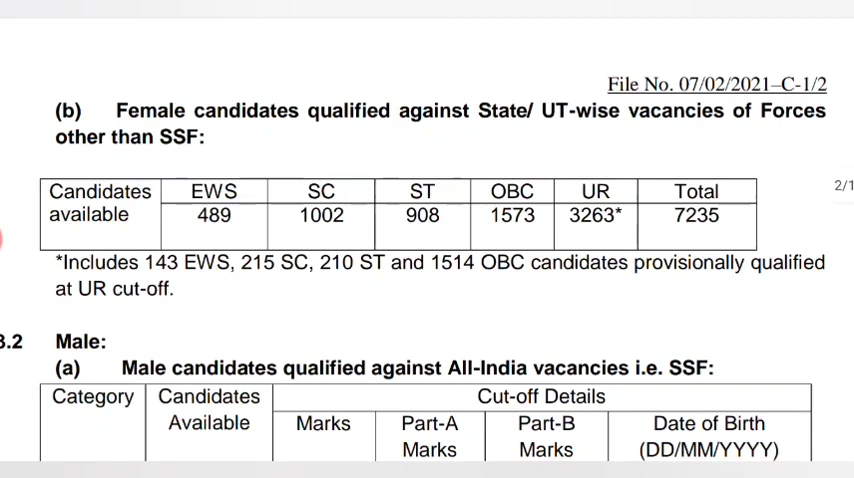 File No. 07/02/2021–C-1/2
(b) Female candidates qualified against State/ UT-wise vacancies of Forces
other than SSF:
Candidates EWS SC ST OBC UR Total
available 489 1002 908 1573 3263* 7235
2/1
*Includes 143 EWS, 215 SC, 210 ST and 1514 OBC candidates provisionally qualified
at UR cut-off.
3.2 Male:
(a) Male candidates qualified against All-India vacancies i.e. SSF:
Category Candidates Cut-off Details
Available Marks Part-A Part-B Date of Birth
Marks Marks (DD/MM/YYYY)